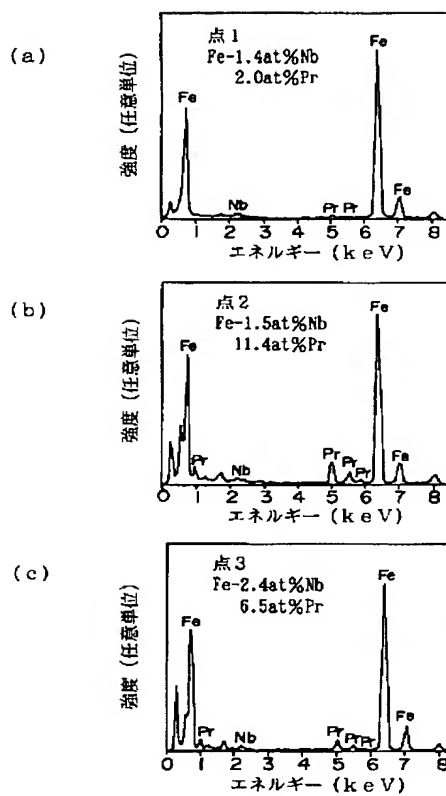 (a)
点1
Fe-1.4at%Nb
2.0at%Pr
Fe
Fe
Nb
Pr Pr
Fe
強度 (任意単位)
0 1 2 3 4 5 6 7 8
エネルギー (keV)
(b)
点2
Fe-1.5at%Nb
11.4at%Pr
Fe
Fe
Pr
Nb
Pr
Pr
Pr
Fe
強度 (任意単位)
0 1 2 3 4 5 6 7 8
エネルギー (keV)
(c)
点3
Fe-2.4at%Nb
6.5at%Pr
Fe
Fe
Pr
Nb
Pr
Pr
Pr
Fe
強度 (任意単位)
0 1 2 3 4 5 6 7 8
エネルギー (keV)